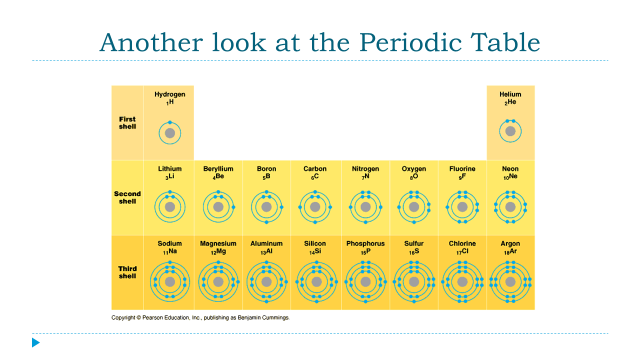 Another look at the Periodic Table
Hydrogen
₁H
Helium
₂He
First
shell
Lithium
₃Li
Beryllium
₄Be
Boron
₅B
Carbon
₆C
Nitrogen
₇N
Oxygen
₈O
Fluorine
₉F
Neon
₁₀Ne
Second
shell
Sodium
₁₁Na
Magnesium
₁₂Mg
Aluminum
₁₃Al
Silicon
₁₄Si
Phosphorus
₁₅P
Sulfur
₁₆S
Chlorine
₁₇Cl
Argon
₁₈Ar
Third
shell
Copyright © Pearson Education, Inc., publishing as Benjamin Cummings.